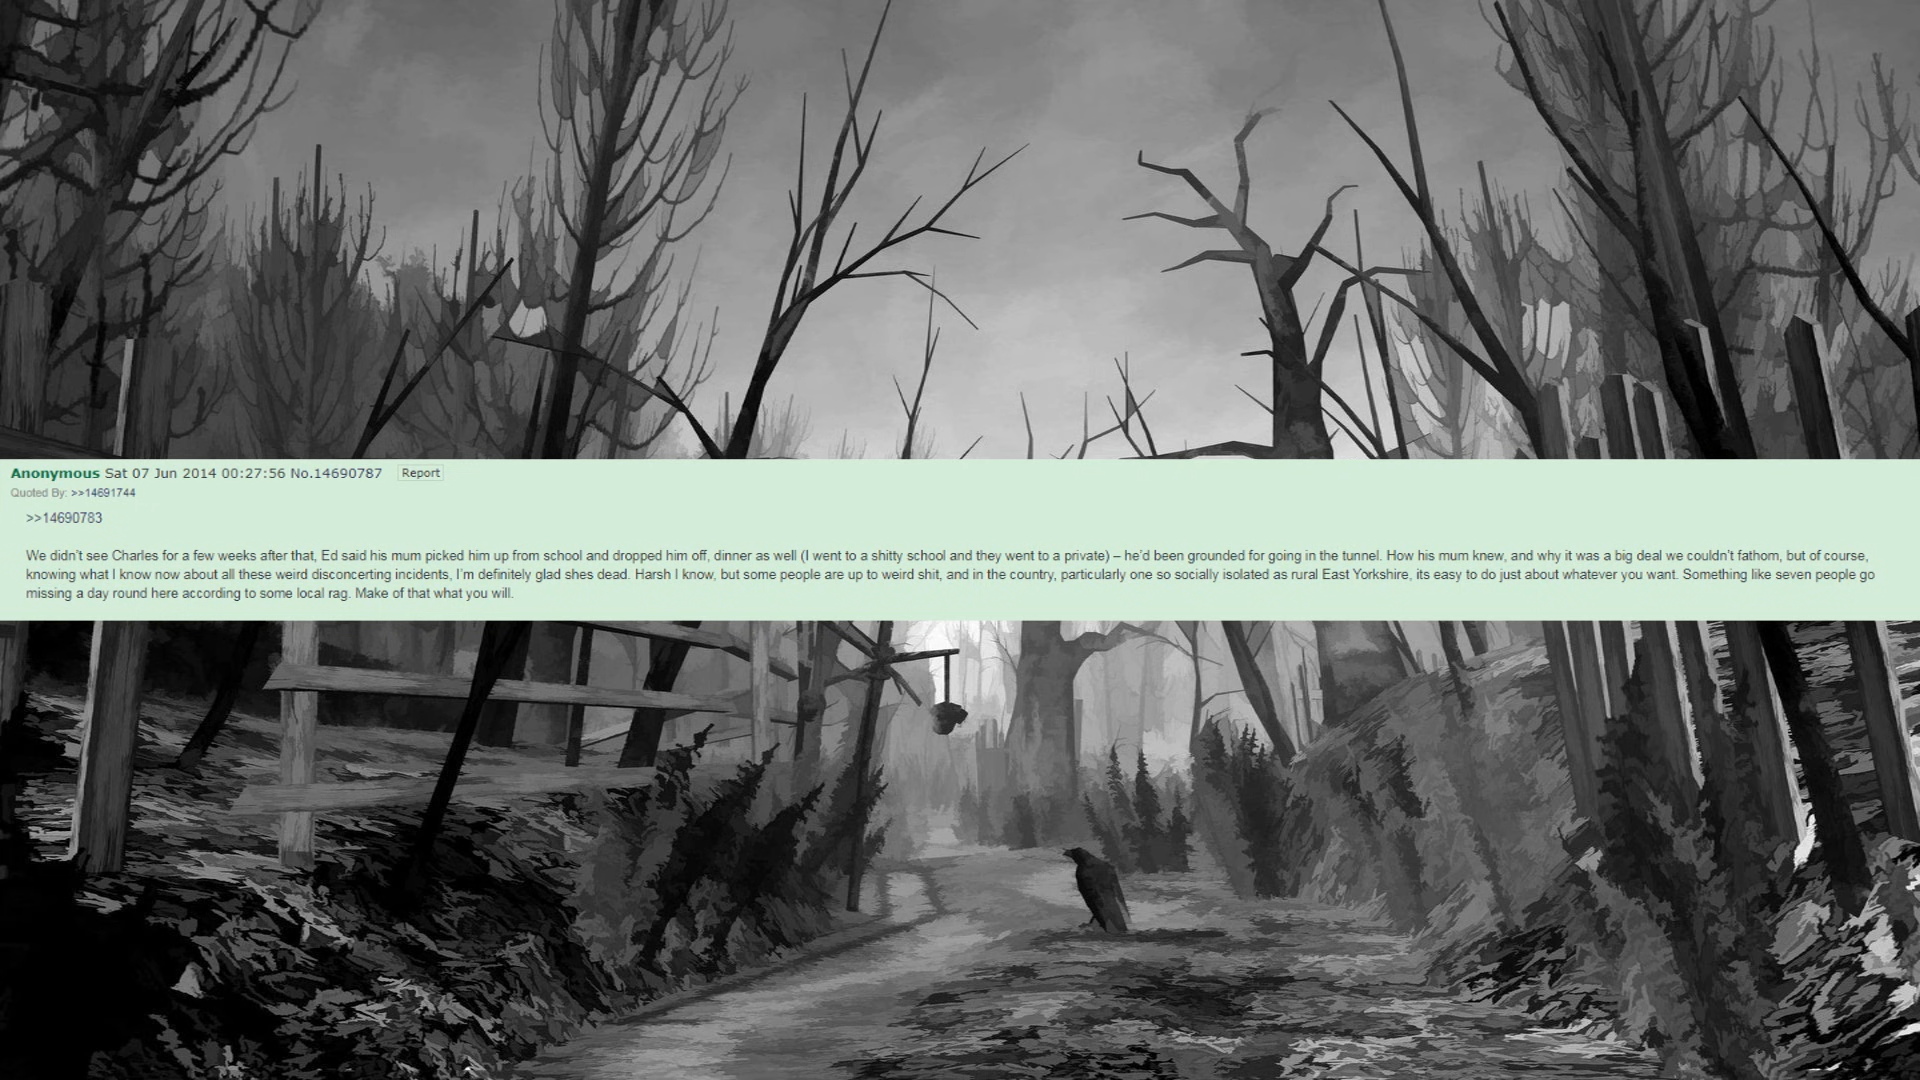 Anonymous Sat 07 Jun 2014 00:27:56 No.14690787 Report
Quoted By: >>14691744
>>14690783
We didn't see Charles for a few weeks after that, Ed said his mum picked him up from school and dropped him off, dinner as well (I went to a shitty school and they went to a private) – he'd been grounded for going in the tunnel. How his mum knew, and why it was a big deal we couldn't fathom, but of course,
knowing what I know now about all these weird disconcerting incidents, I'm definitely glad shes dead. Harsh I know, but some people are up to weird shit, and in the country, particularly one so socially isolated as rural East Yorkshire, its easy to do just about whatever you want. Something like seven people go
missing a day round here according to some local rag. Make of that what you will.